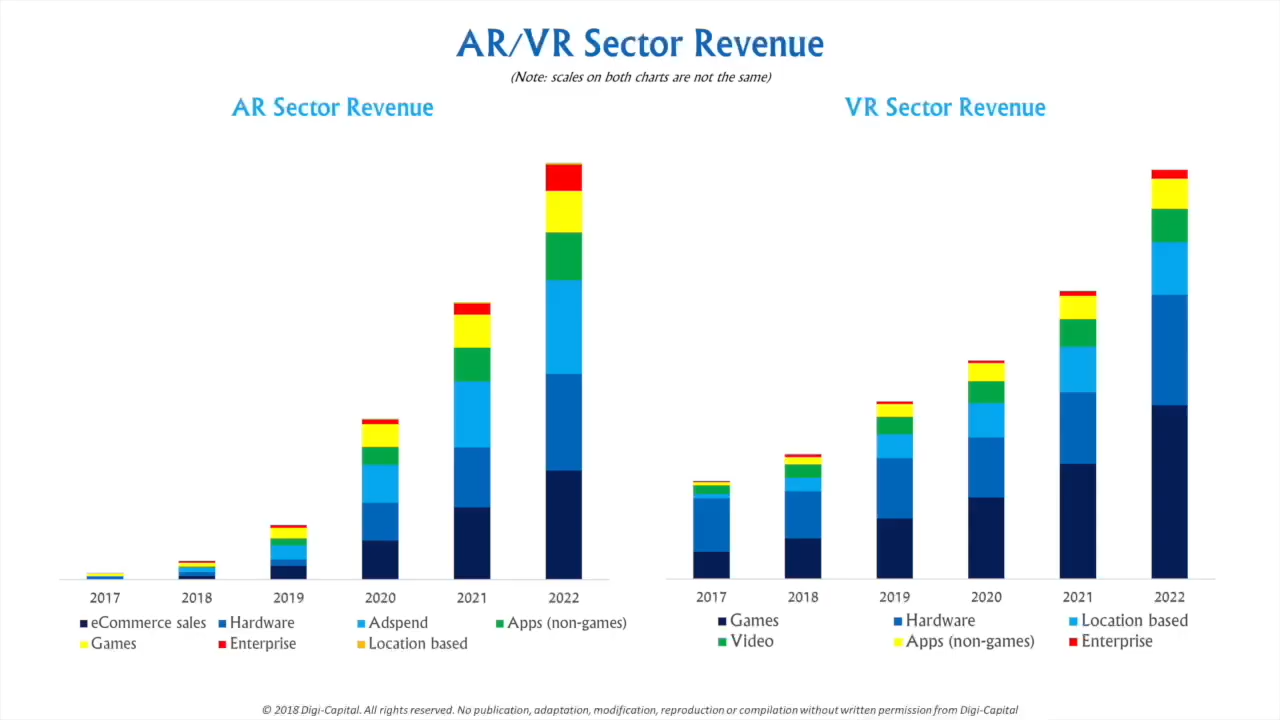 AR/VR Sector Revenue
(Note: scales on both charts are not the same)
AR Sector Revenue
VR Sector Revenue
2017 2018 2019 2020 2021 2022
eCommerce sales Hardware Adspend Apps (non-games)
Games Enterprise Location based
2017 2018 2019 2020 2021 2022
Games Hardware Location based
Video Apps (non-games) Enterprise
© 2018 Digi-Capital. All rights reserved. No publication, adaptation, modification, reproduction or compilation without written permission from Digi-Capital